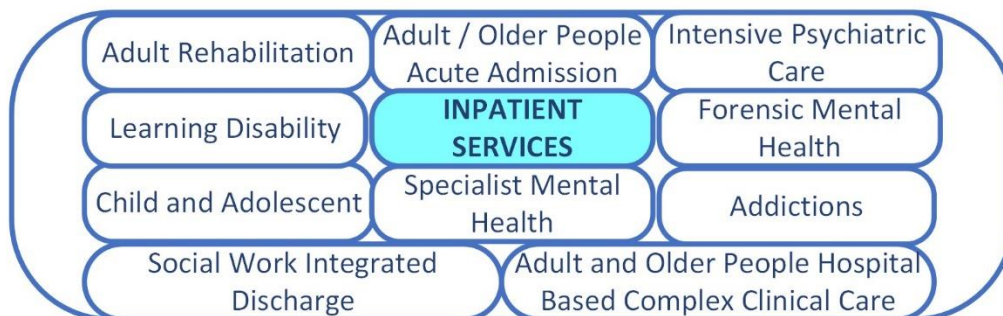 Adult Rehabilitation
Adult / Older People
Acute Admission
Intensive Psychiatric
Care
Learning Disability
INPATIENT
SERVICES
Forensic Mental
Health
Child and Adolescent
Specialist Mental
Health
Addictions
Social Work Integrated
Discharge
Adult and Older People Hospital
Based Complex Clinical Care